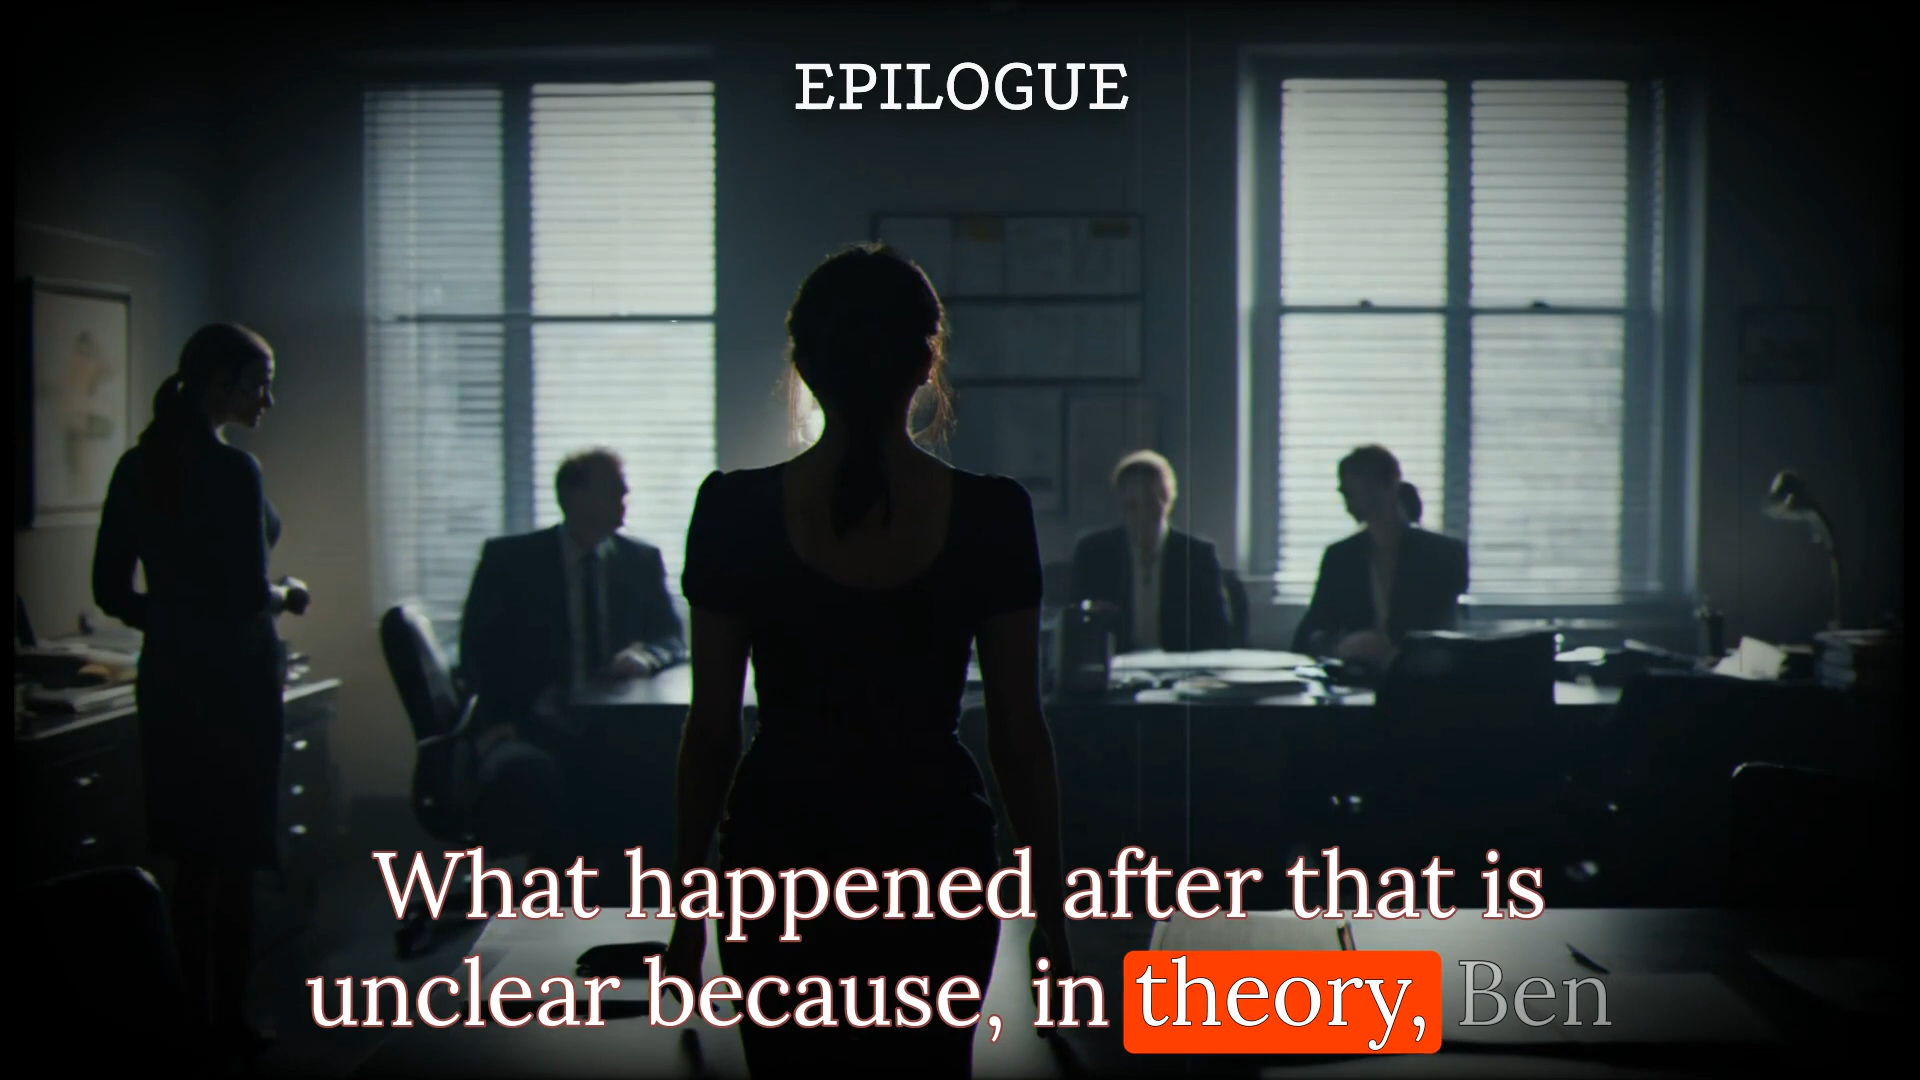 EPILOGUE
What happened after that is
unclear because, in theory, Ben